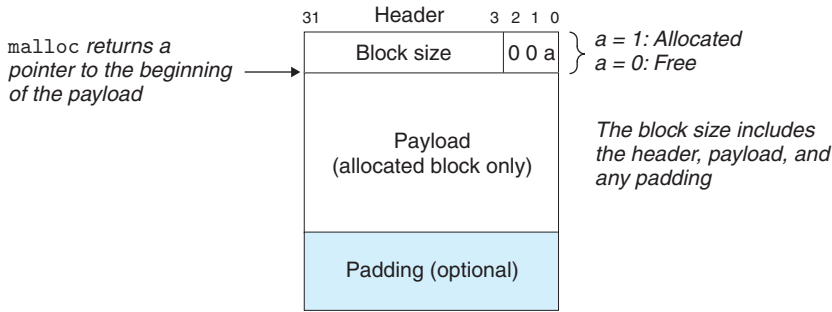 Header
31 3 2 1 0
malloc returns a
pointer to the beginning
of the payload
Block size 0 0 a
a = 1: Allocated
a = 0: Free
Payload
(allocated block only)
The block size includes
the header, payload, and
any padding
Padding (optional)